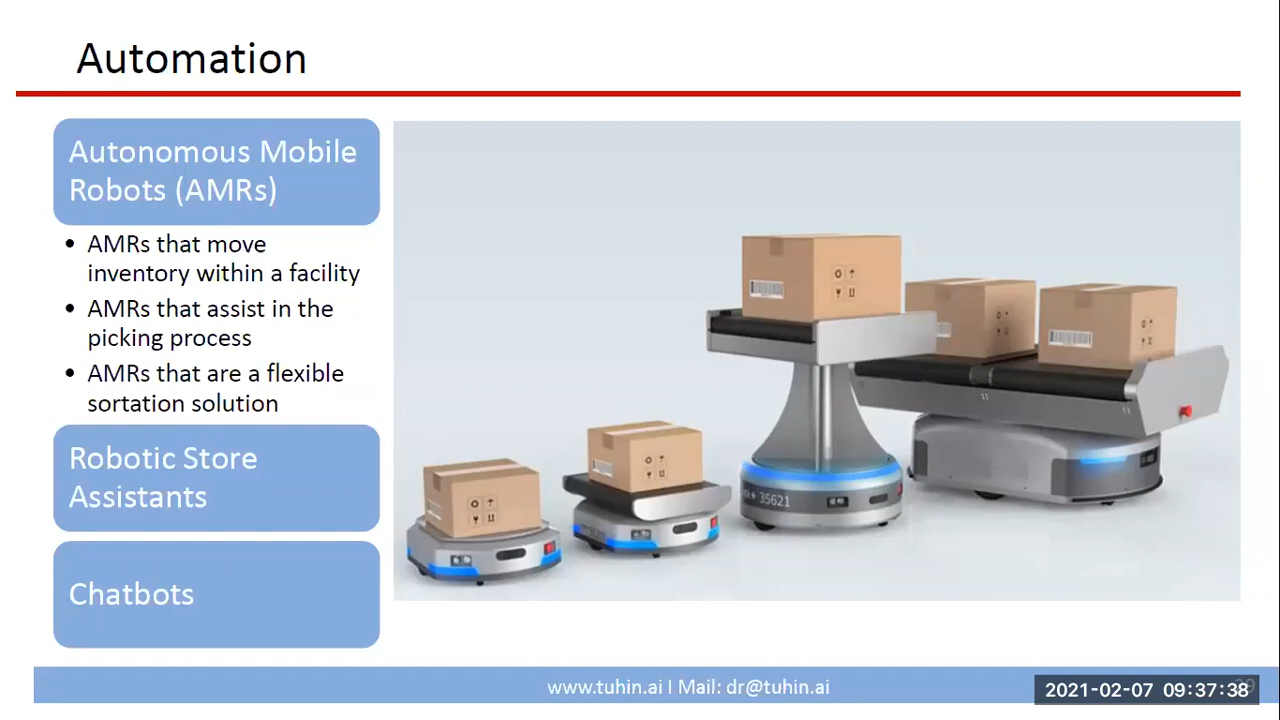 Automation
Autonomous Mobile
Robots (AMRs)
• AMRs that move
inventory within a facility
• AMRs that assist in the
picking process
• AMRs that are a flexible
sortation solution
Robotic Store
Assistants
Chatbots
35621
www.tuhin.ai I Mail: dr@tuhin.ai
2021-02-07 09:37:38